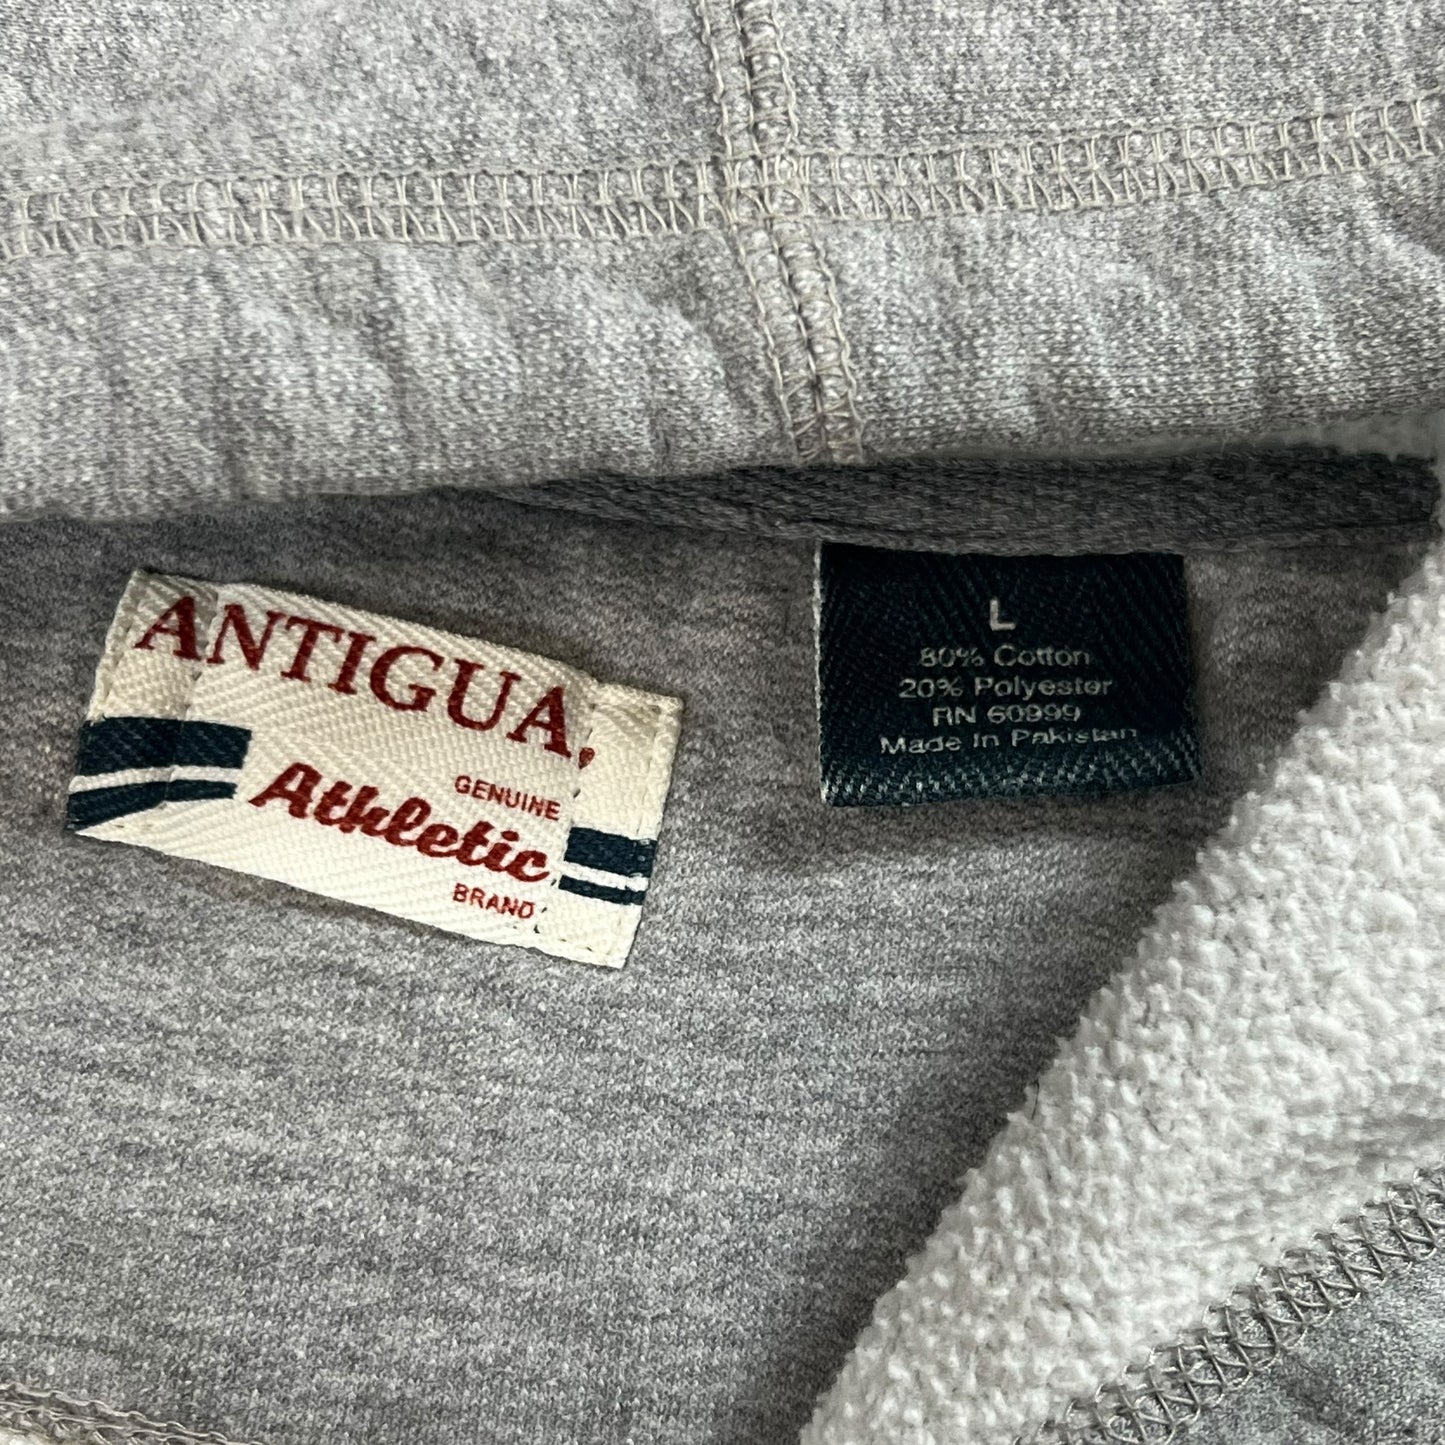 ANTIGUA.
GENUINE
Athletic
BRAND
L
80% Cotton
20% Polyester
RN 60999
Made In Pakistan